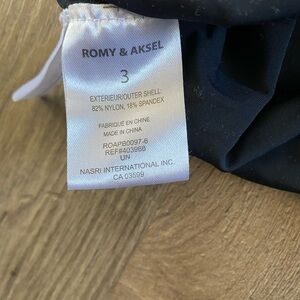 ROMY & AKSEL
3
EXTERIEUR/OUTER SHELL:
82% NYLON, 18% SPANDEX
FABRIQUE EN CHINE
MADE IN CHINA
ROAPB0097-6
REF#403966
UN
NASRI INTERNATIONAL INC
CA 03599